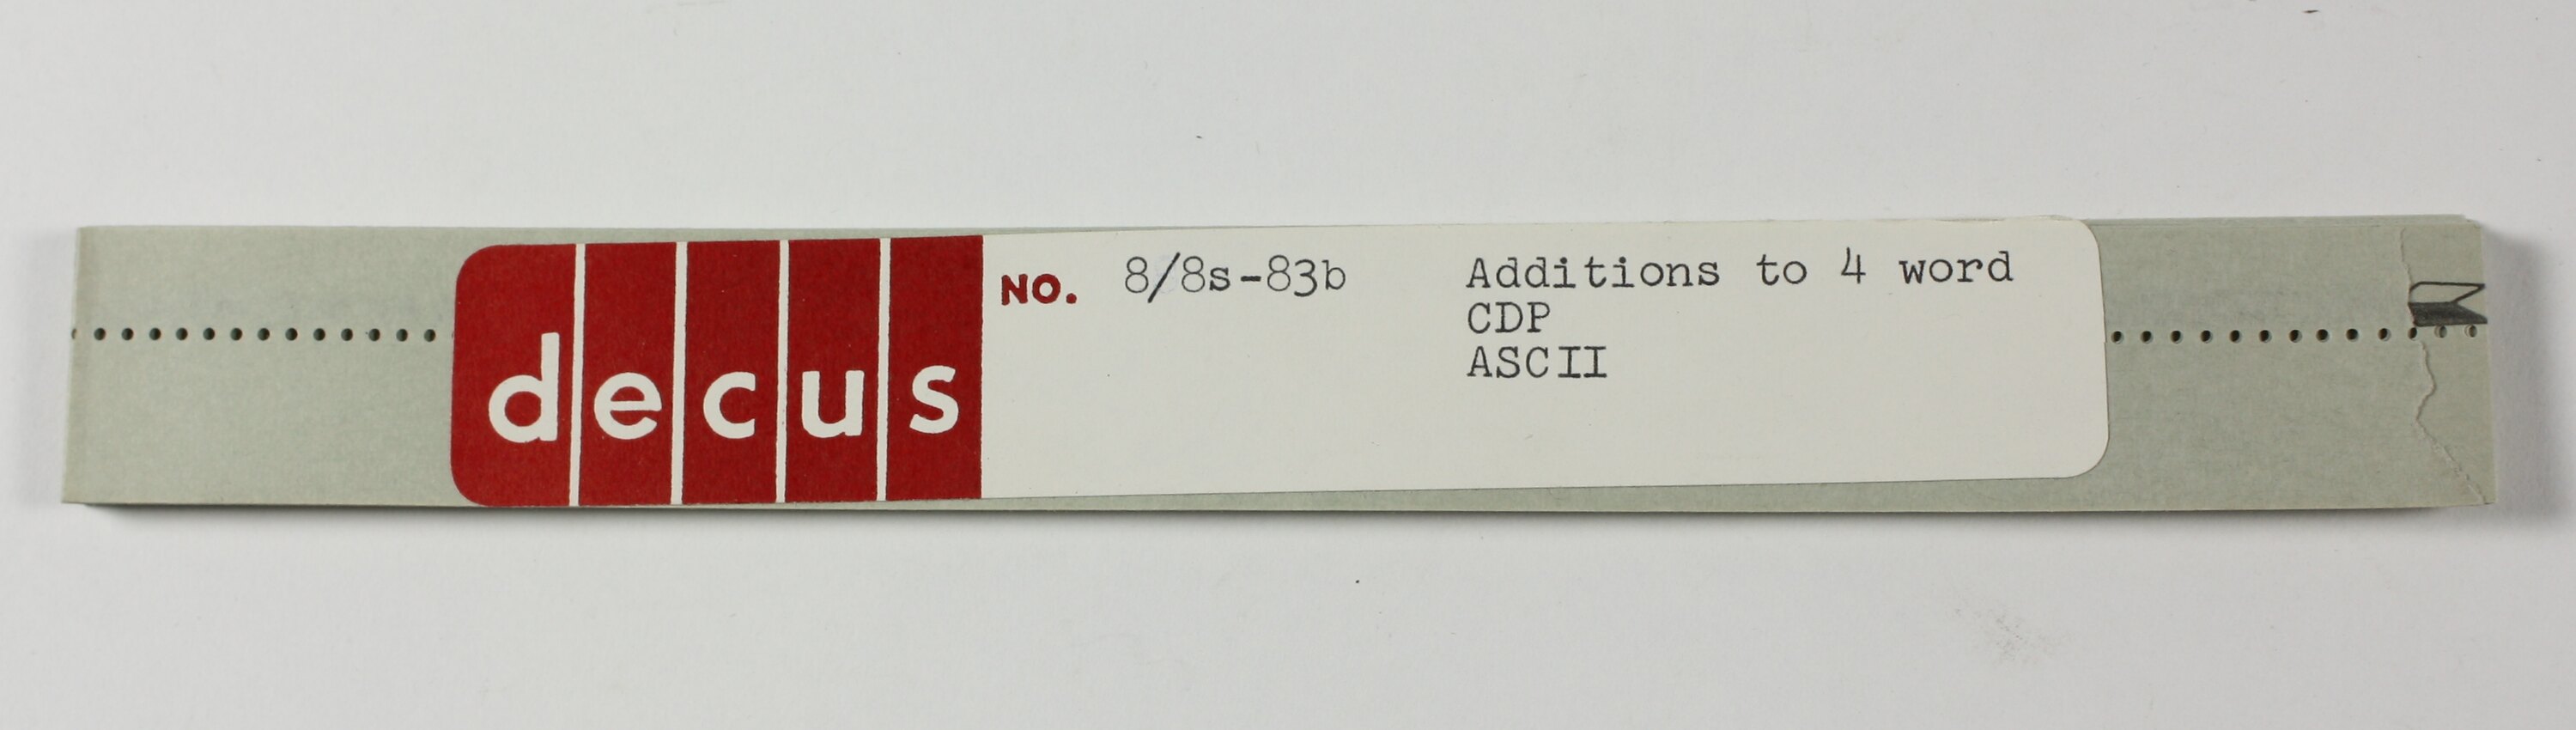 decus NO. 8/8s-83b Additions to 4 word
CDP
ASCII